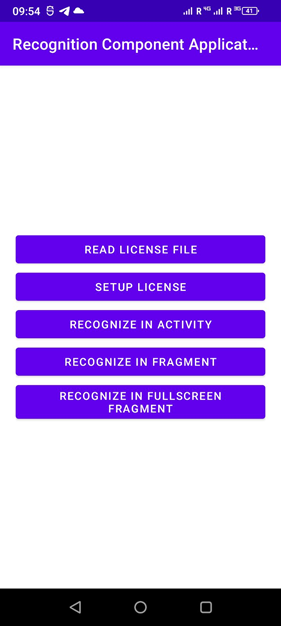 09:54 R 4G R 3G 41
Recognition Component Applicat...
READ LICENSE FILE
SETUP LICENSE
RECOGNIZE IN ACTIVITY
RECOGNIZE IN FRAGMENT
RECOGNIZE IN FULLSCREEN
FRAGMENT